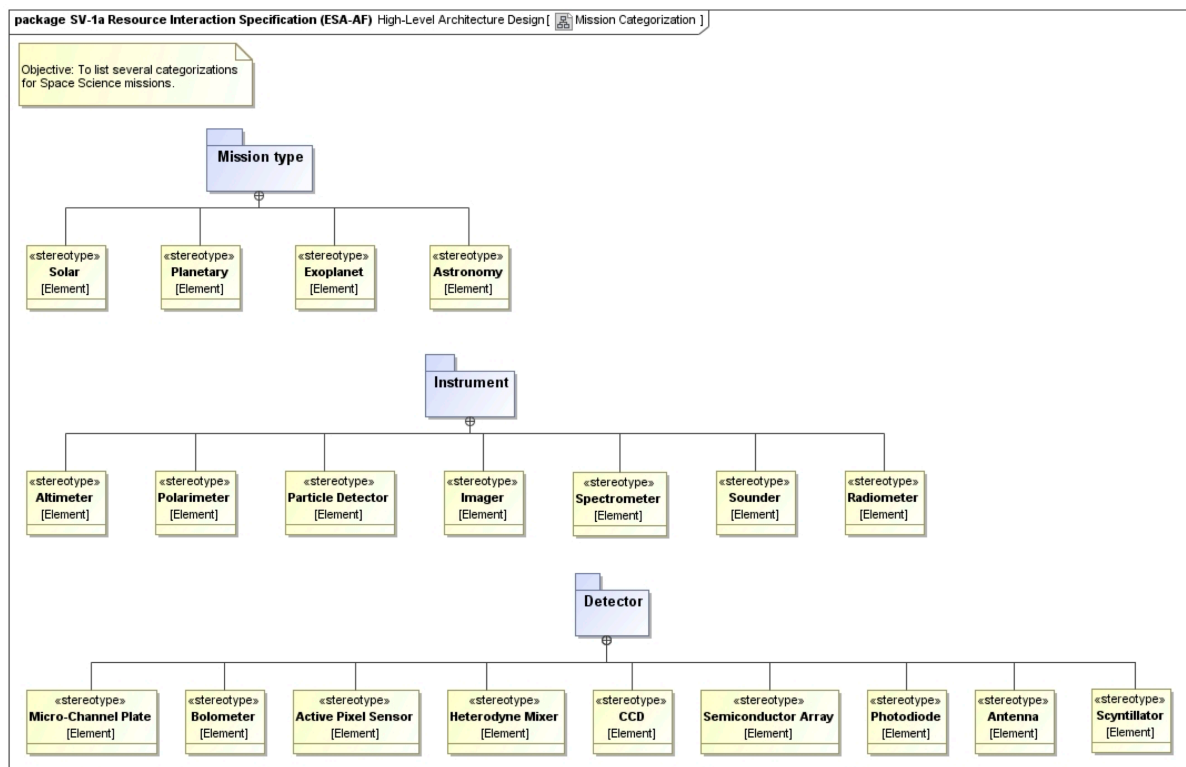 package SV-1a Resource Interaction Specification (ESA-AF) High-Level Architecture Design [ Mission Categorization ]
Objective: To list several categorizations
for Space Science missions.
Mission type
«stereotype» «stereotype» «stereotype» «stereotype»
Solar Planetary Exoplanet Astronomy
[Element] [Element] [Element] [Element]
Instrument
«stereotype» «stereotype» «stereotype» «stereotype» «stereotype» «stereotype» «stereotype»
Altimeter Polarimeter Particle Detector Imager Spectrometer Sounder Radiometer
[Element] [Element] [Element] [Element] [Element] [Element] [Element]
Detector
«stereotype» «stereotype» «stereotype» «stereotype» «stereotype» «stereotype» «stereotype» «stereotype» «stereotype»
Micro-Channel Plate Bolometer Active Pixel Sensor Heterodyne Mixer CCD Semiconductor Array Photodiode Antenna Scyntillator
[Element] [Element] [Element] [Element] [Element] [Element] [Element] [Element] [Element]